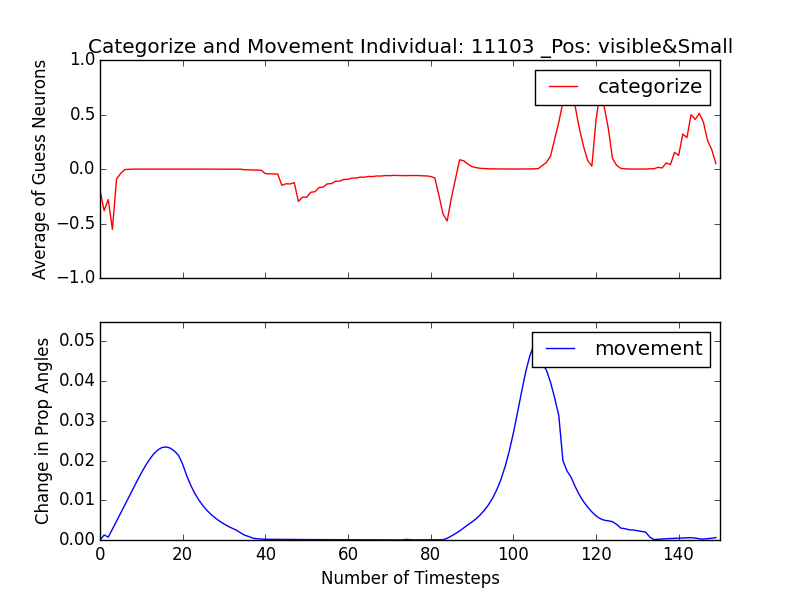 Categorize and Movement Individual: 11103 _Pos: visible&Small
1.0
0.5
0.0
−0.5
−1.0
Average of Guess Neurons
categorize
0.05
0.04
0.03
0.02
0.01
0.00
Change in Prop Angles
movement
0 20 40 60 80 100 120 140
Number of Timesteps